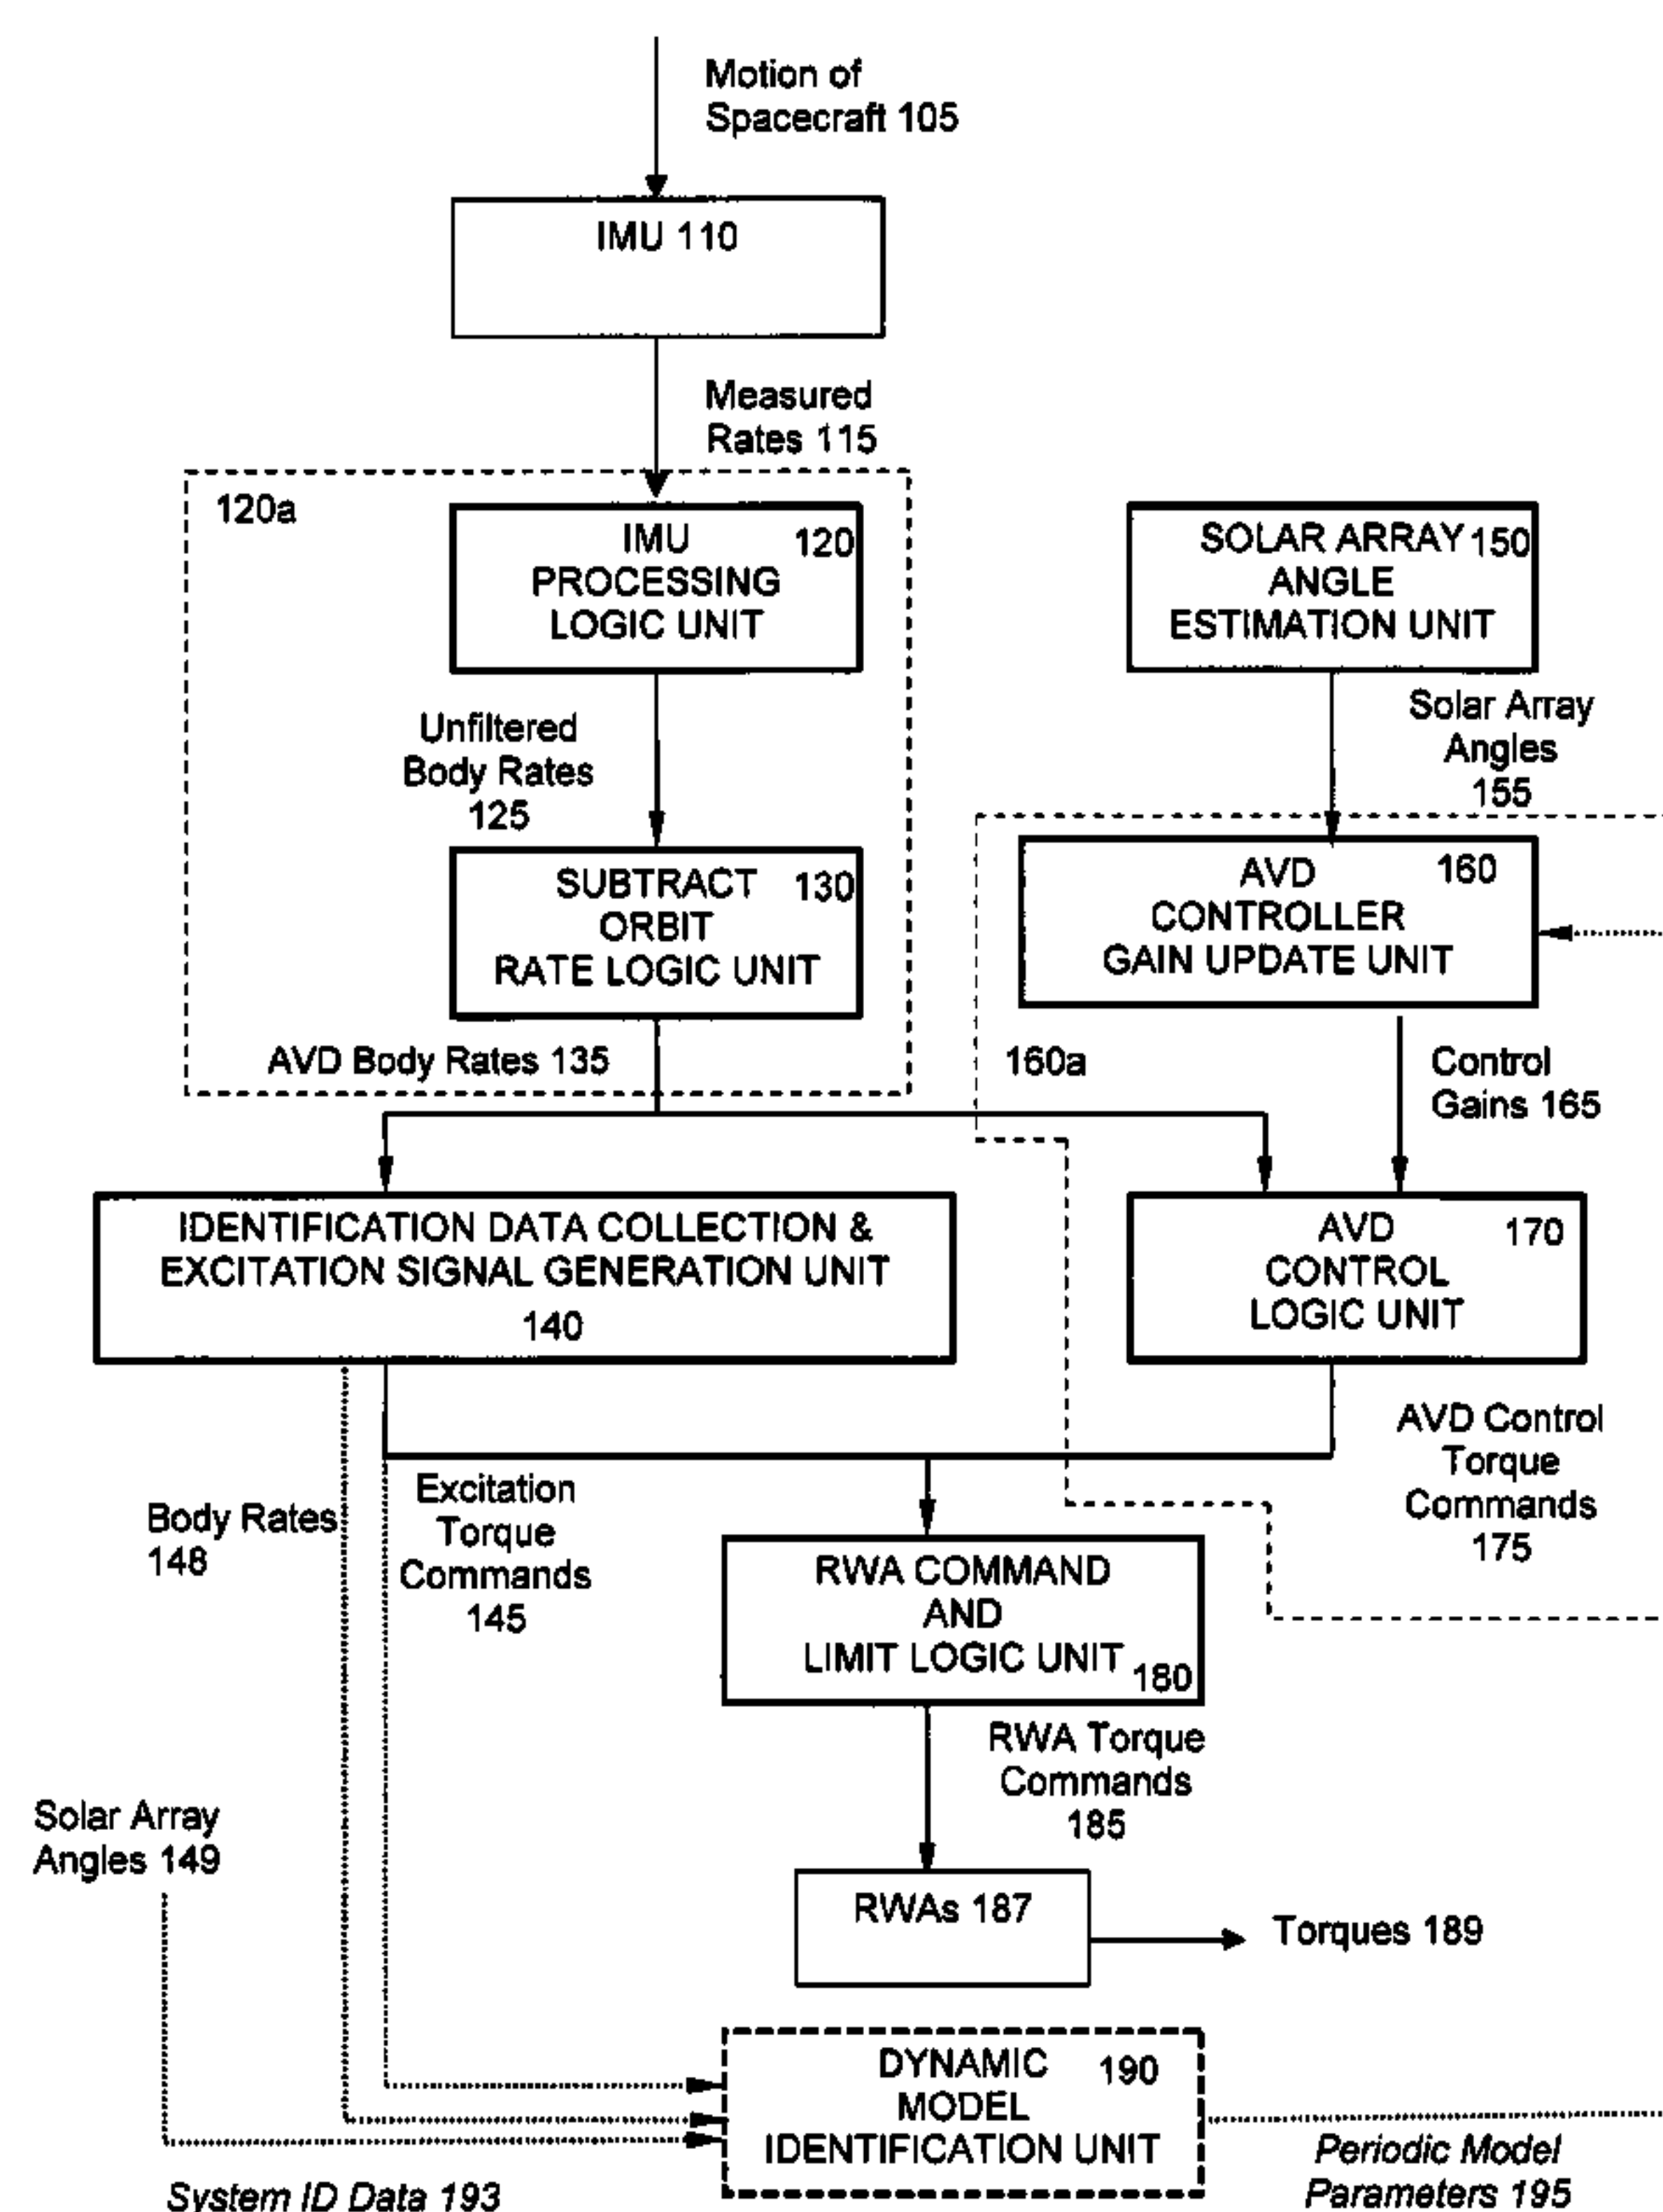 Motion of
Spacecraft 105
IMU 110
Measured
Rates 115
120a
IMU 120
PROCESSING
LOGIC UNIT
SOLAR ARRAY 150
ANGLE
ESTIMATION UNIT
Unfiltered
Body Rates
125
Solar Array
Angles
155
SUBTRACT 130
ORBIT
RATE LOGIC UNIT
AVD 160
CONTROLLER
GAIN UPDATE UNIT
AVD Body Rates 135
160a
Control
Gains 165
IDENTIFICATION DATA COLLECTION &
EXCITATION SIGNAL GENERATION UNIT
140
AVD 170
CONTROL
LOGIC UNIT
AVD Control
Torque
Commands
175
Body Rates
148
Excitation
Torque
Commands
145
RWA COMMAND
AND
LIMIT LOGIC UNIT 180
RWA Torque
Commands
185
Solar Array
Angles 149
RWAs 187
Torques 189
DYNAMIC 190
MODEL
IDENTIFICATION UNIT
System ID Data 193
Periodic Model
Parameters 195